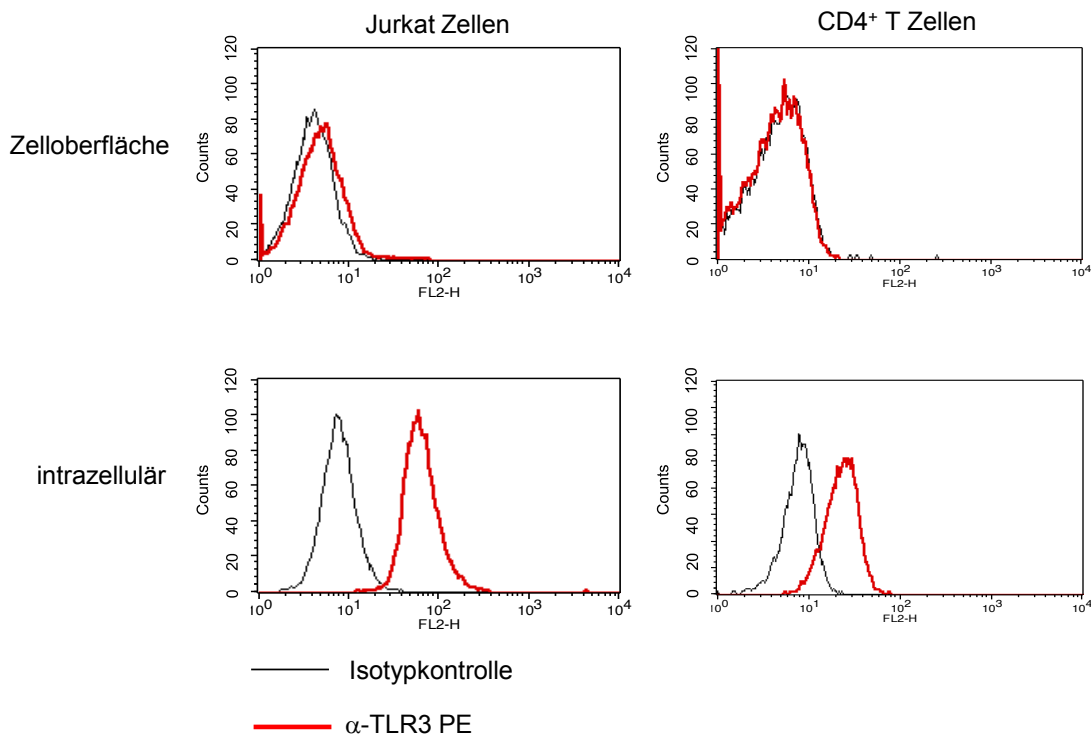 Jurkat Zellen
CD4⁺ T Zellen
Zelloberfläche
Counts
120
100
80
60
40
20
0
10⁰ 10¹ 10² 10³ 10⁴
FL2-H
Counts
120
100
80
60
40
20
0
10⁰ 10¹ 10² 10³ 10⁴
FL2-H
intrazellulär
Counts
120
100
80
60
40
20
0
10⁰ 10¹ 10² 10³ 10⁴
FL2-H
Counts
120
100
80
60
40
20
0
10⁰ 10¹ 10² 10³ 10⁴
FL2-H
Isotypkontrolle
α-TLR3 PE